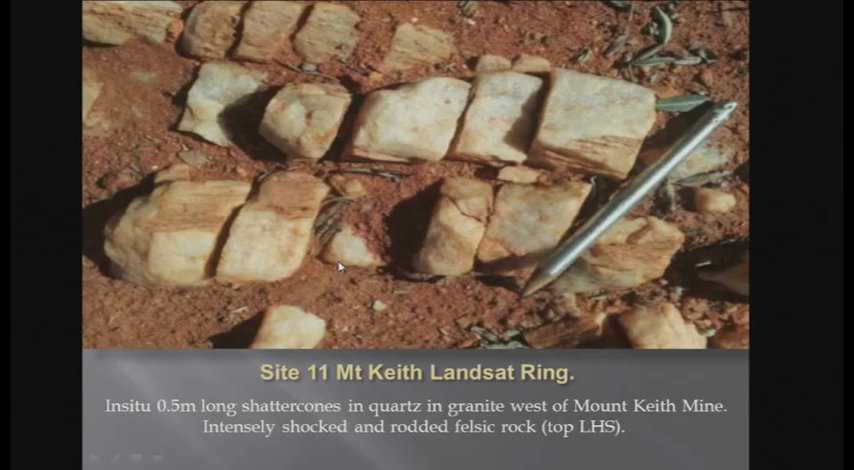 Site 11 Mt Keith Landsat Ring.
Insitu 0.5m long shattercones in quartz in granite west of Mount Keith Mine.
Intensely shocked and rodded felsic rock (top LHS).